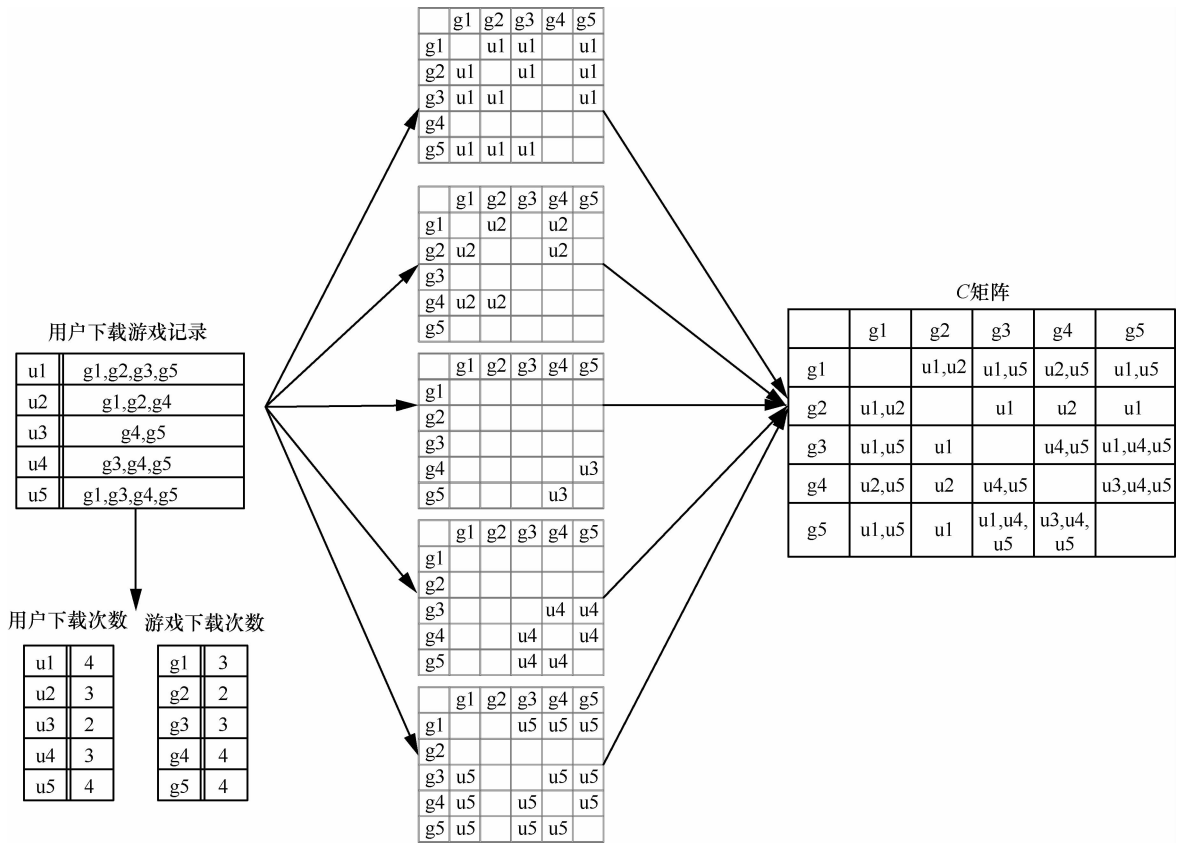 g1 g2 g3 g4 g5
g1 u1 u1 u1
g2 u1 u1 u1
g3 u1 u1 u1
g4
g5 u1 u1 u1
g1 g2 g3 g4 g5
g1 u2 u2
g2 u2 u2
g3
g4 u2 u2
g5
g1 g2 g3 g4 g5
g1
g2
g3
g4 u3
g5 u3
g1 g2 g3 g4 g5
g1
g2
g3 u4 u4
g4 u4 u4
g5 u4 u4
g1 g2 g3 g4 g5
g1 u5 u5 u5
g2
g3 u5 u5 u5
g4 u5 u5 u5
g5 u5 u5 u5
用户下载游戏记录
u1 g1,g2,g3,g5
u2 g1,g2,g4
u3 g4,g5
u4 g3,g4,g5
u5 g1,g3,g4,g5
用户下载次数
u1 4
u2 3
u3 2
u4 3
u5 4
游戏下载次数
g1 3
g2 2
g3 3
g4 4
g5 4
C矩阵
g1 g2 g3 g4 g5
g1 u1,u2 u1,u5 u2,u5 u1,u5
g2 u1,u2 u1 u2 u1
g3 u1,u5 u1 u4,u5 u1,u4,u5
g4 u2,u5 u2 u4,u5 u3,u4,u5
g5 u1,u5 u1 u1,u4, u3,u4,
u5 u5